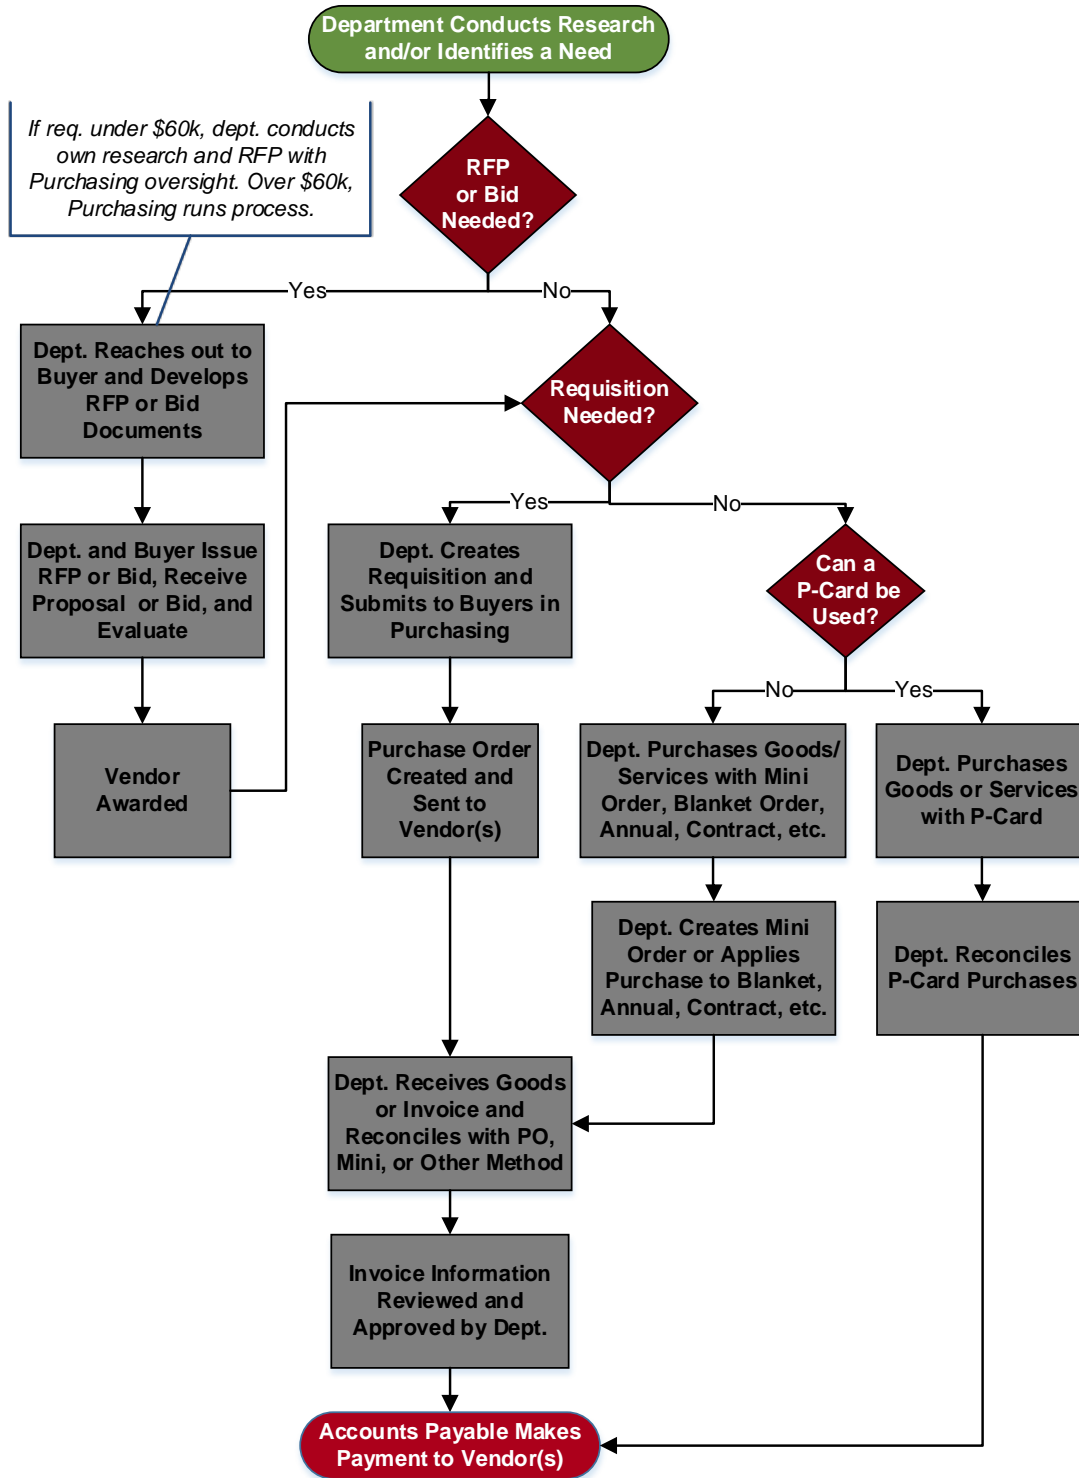 Department Conducts Research
and/or Identifies a Need
If req. under $60k, dept. conducts
own research and RFP with
Purchasing oversight. Over $60k,
Purchasing runs process.
RFP
or Bid
Needed?
Yes
No
Dept. Reaches out to
Buyer and Develops
RFP or Bid
Documents
Requisition
Needed?
Yes
No
Dept. and Buyer Issue
RFP or Bid, Receive
Proposal or Bid, and
Evaluate
Dept. Creates
Requisition and
Submits to Buyers in
Purchasing
Can a
P-Card be
Used?
No
Yes
Vendor
Awarded
Purchase Order
Created and
Sent to
Vendor(s)
Dept. Purchases Goods/
Services with Mini
Order, Blanket Order,
Annual, Contract, etc.
Dept. Purchases
Goods or Services
with P-Card
Dept. Creates Mini
Order or Applies
Purchase to Blanket,
Annual, Contract, etc.
Dept. Reconciles
P-Card Purchases
Dept. Receives Goods
or Invoice and
Reconciles with PO,
Mini, or Other Method
Invoice Information
Reviewed and
Approved by Dept.
Accounts Payable Makes
Payment to Vendor(s)